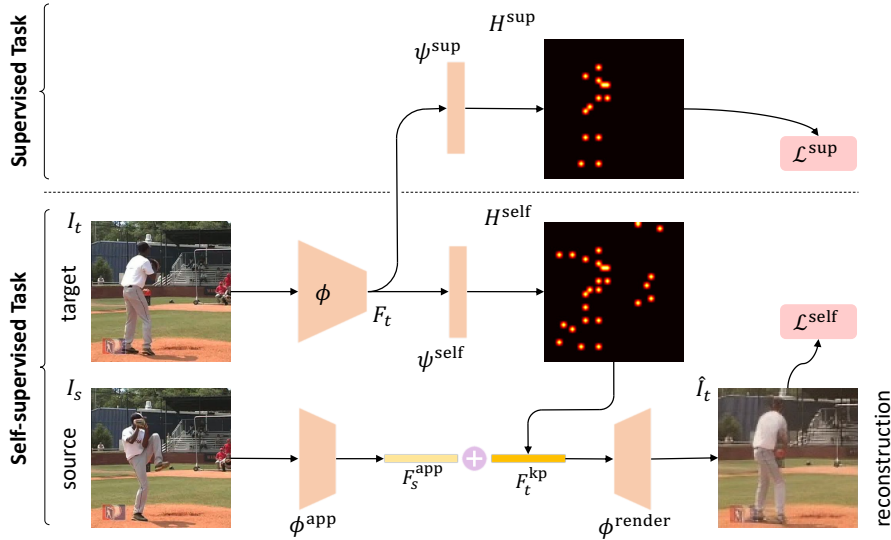 Supervised Task
ψ^sup
H^sup
ℒ^sup
Self-supervised Task
I_t
target
ϕ
F_t
ψ^self
H^self
ℒ^self
I_s
source
ϕ^app
F_s^app
+
F_t^kp
ϕ^render
Î_t
reconstruction